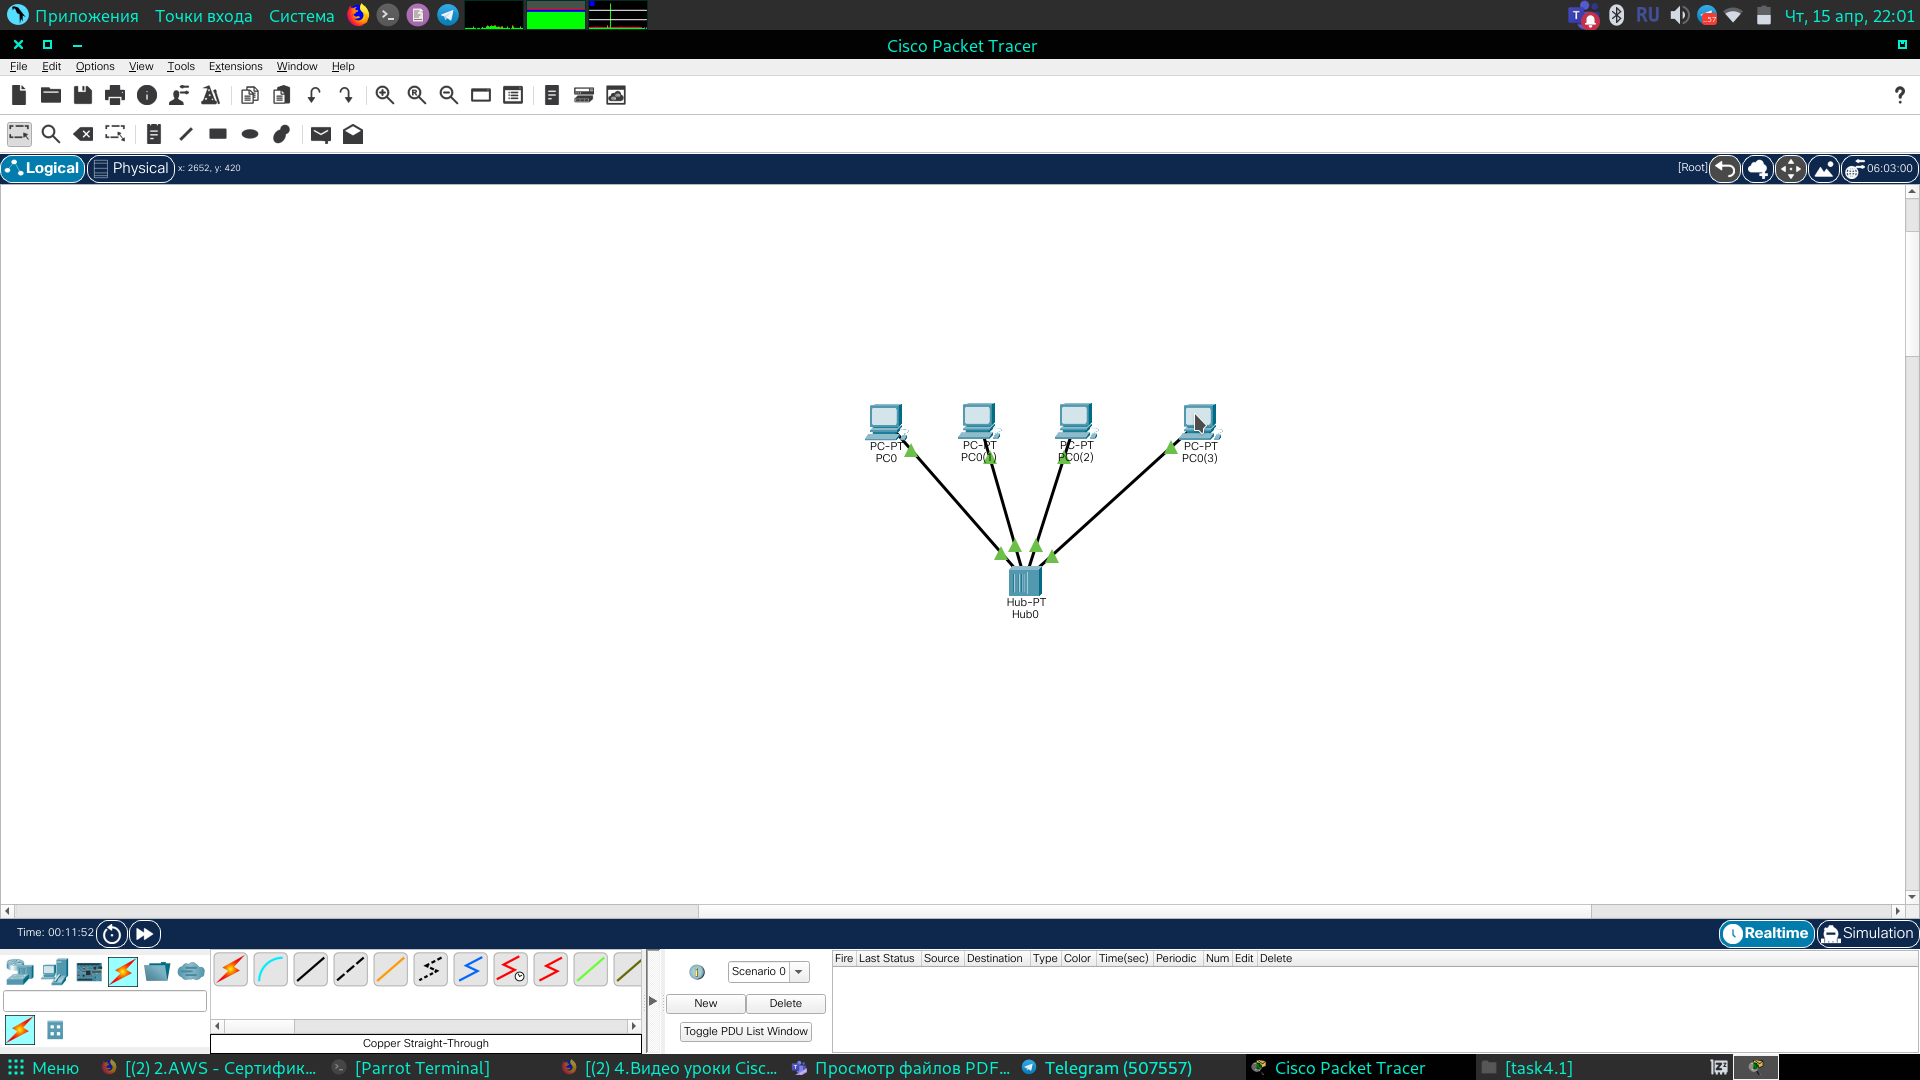 Приложения Точки входа Система RU 57 Чт, 15 апр, 22:01
Cisco Packet Tracer
File Edit Options View Tools Extensions Window Help
Logical Physical x: 2652, y: 420 [Root] 06:03:00
PC-PT
PC0
PC-PT
PC0(1)
PC-PT
PC0(2)
PC-PT
PC0(3)
Hub-PT
Hub0
Time: 00:11:52 Realtime Simulation
Scenario 0
New Delete
Toggle PDU List Window
Fire Last Status Source Destination Type Color Time(sec) Periodic Num Edit Delete
Copper Straight-Through
Меню [(2) 2.AWS - Сертифик... [Parrot Terminal] [(2) 4.Видео уроки Cisc... Просмотр файлов PDF... Telegram (507557) Cisco Packet Tracer [task4.1]